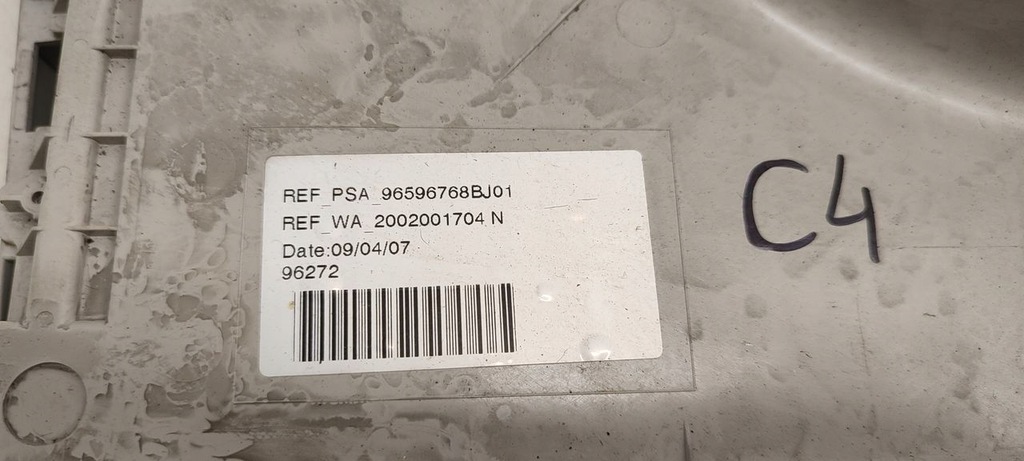 REF_PSA_96596768BJ01
REF_WA_2002001704 N
Date:09/04/07
96272
C4